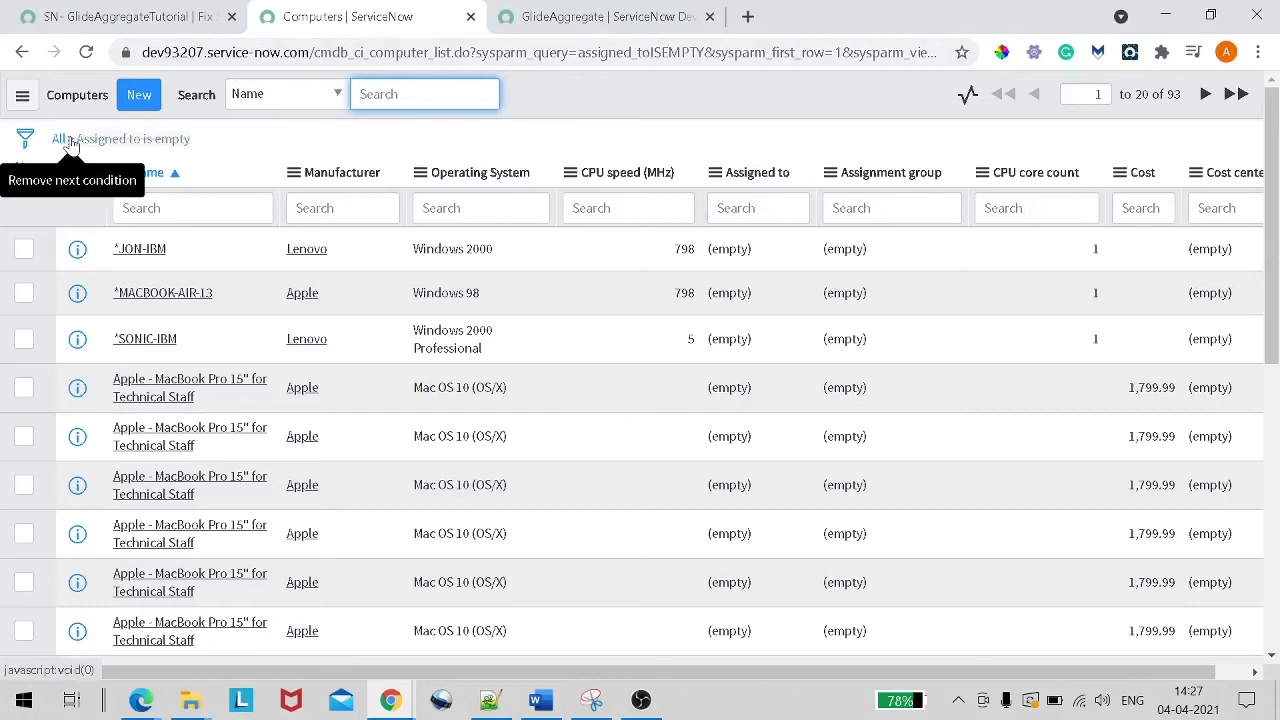 SN- GlideAggregateTutorial | Fix
Computers | ServiceNow
GlideAggregate | ServiceNow Dev
dev93207.service-now.com/cmdb_ci_computer_list.do?sysparm_query=assigned_toISEMPTY&sysparm_first_row=1&sysparm_vie...
A
Computers New Search Name Search 1 to 20 of 93
All > Assigned to is empty
Remove next condition
Manufacturer Operating System CPU speed (MHz) Assigned to Assignment group CPU core count Cost Cost cente
Search Search Search Search Search Search Search Search Search
*JON-IBM Lenovo Windows 2000 798 (empty) (empty) 1 (empty)
*MACBOOK-AIR-13 Apple Windows 98 798 (empty) (empty) 1 (empty)
*SONIC-IBM Lenovo Windows 2000 Professional 5 (empty) (empty) 1 (empty)
Apple - MacBook Pro 15" for Technical Staff Apple Mac OS 10 (OS/X) (empty) (empty) 1,799.99 (empty)
Apple - MacBook Pro 15" for Technical Staff Apple Mac OS 10 (OS/X) (empty) (empty) 1,799.99 (empty)
Apple - MacBook Pro 15" for Technical Staff Apple Mac OS 10 (OS/X) (empty) (empty) 1,799.99 (empty)
Apple - MacBook Pro 15" for Technical Staff Apple Mac OS 10 (OS/X) (empty) (empty) 1,799.99 (empty)
Apple - MacBook Pro 15" for Technical Staff Apple Mac OS 10 (OS/X) (empty) (empty) 1,799.99 (empty)
Apple - MacBook Pro 15" for Technical Staff Apple Mac OS 10 (OS/X) (empty) (empty) 1,799.99 (empty)
javascript:void(0)
78% ENG 14:27
04-04-2021